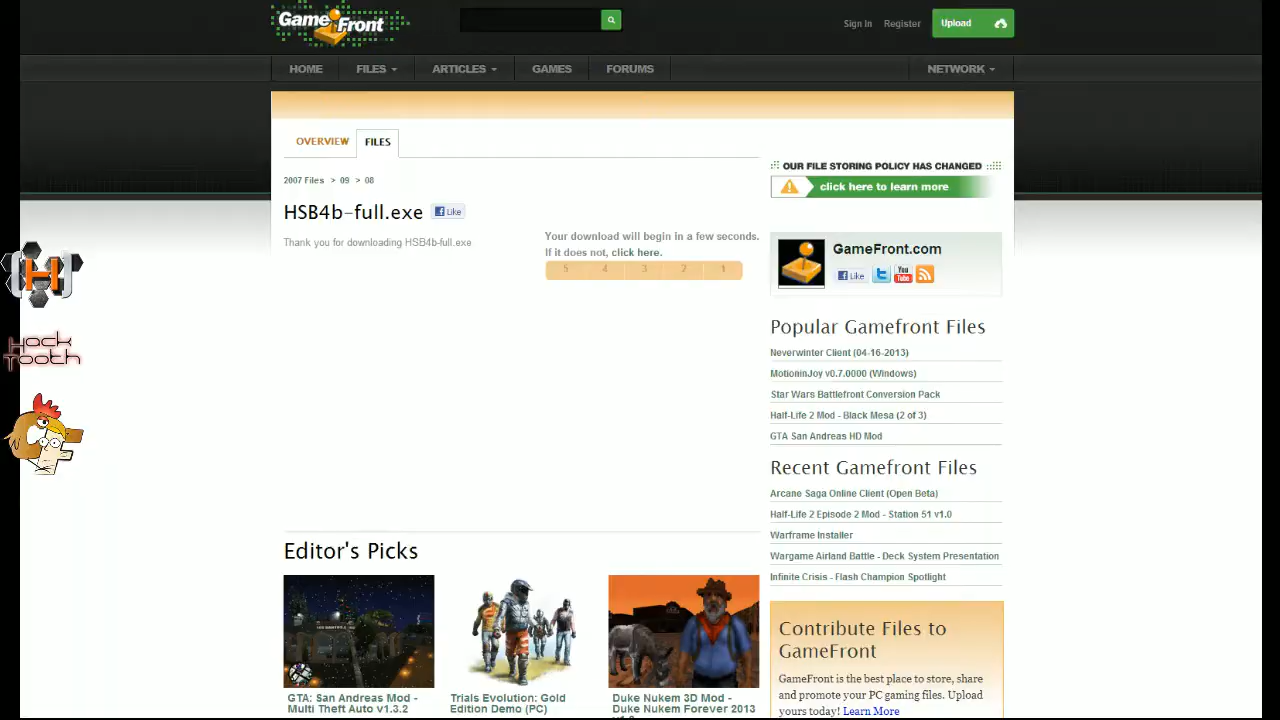 Game Front
Sign In
Register
Upload
HOME
FILES
ARTICLES
GAMES
FORUMS
NETWORK
OVERVIEW
FILES
2007 Files > 09 > 08
HSB4b-full.exe
Like
Thank you for downloading HSB4b-full.exe
Your download will begin in a few seconds.
If it does not, click here.
5 4 3 2 1
OUR FILE STORING POLICY HAS CHANGED
click here to learn more
GameFront.com
Like
You
Tube
Popular Gamefront Files
Neverwinter Client (04-16-2013)
MotioninJoy v0.7.0000 (Windows)
Star Wars Battlefront Conversion Pack
Half-Life 2 Mod - Black Mesa (2 of 3)
GTA San Andreas HD Mod
Recent Gamefront Files
Arcane Saga Online Client (Open Beta)
Half-Life 2 Episode 2 Mod - Station 51 v1.0
Warframe Installer
Wargame Airland Battle - Deck System Presentation
Infinite Crisis - Flash Champion Spotlight
Contribute Files to
GameFront
GameFront is the best place to store, share
and promote your PC gaming files. Upload
yours today! Learn More
H
ock
Tooth
Editor's Picks
GTA: San Andreas Mod -
Multi Theft Auto v1.3.2
Trials Evolution: Gold
Edition Demo (PC)
Duke Nukem 3D Mod -
Duke Nukem Forever 2013